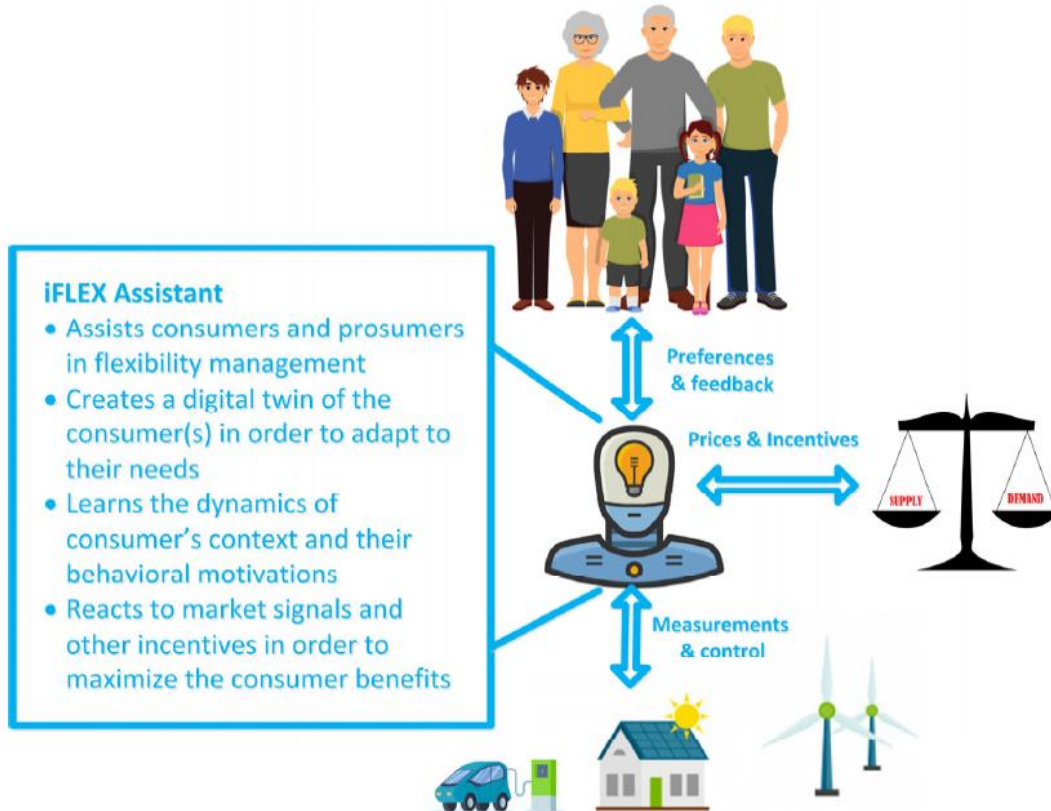 iFLEX Assistant
• Assists consumers and prosumers
in flexibility management
• Creates a digital twin of the
consumer(s) in order to adapt to
their needs
• Learns the dynamics of
consumer's context and their
behavioral motivations
• Reacts to market signals and
other incentives in order to
maximize the consumer benefits
Preferences
& feedback
Prices & Incentives
SUPPLY
DEMAND
Measurements
& control